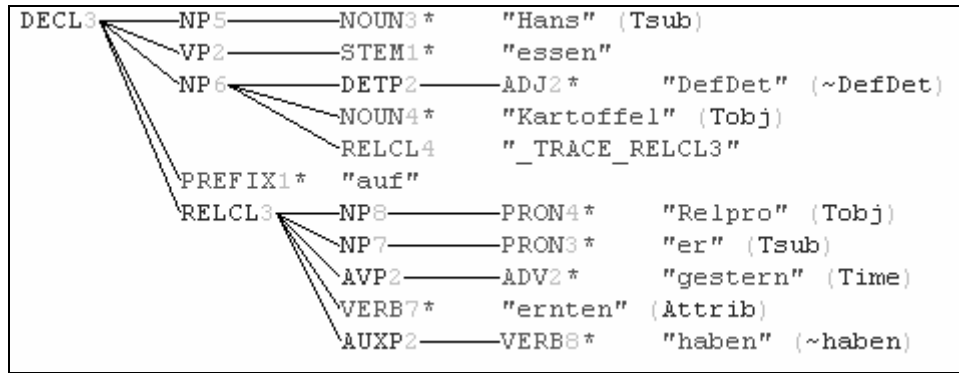 DECL3 NP5 NOUN3* "Hans" (Tsub)
VP2 STEM1* "essen"
NP6 DETP2 ADJ2* "DefDet" (~DefDet)
NOUN4* "Kartoffel" (Tobj)
RELCL4 "_TRACE_RELCL3"
PREFIX1* "auf"
RELCL3 NP8 PRON4* "Relpro" (Tobj)
NP7 PRON3* "er" (Tsub)
AVP2 ADV2* "gestern" (Time)
VERB7* "ernten" (Attrib)
AUXP2 VERB8* "haben" (~haben)